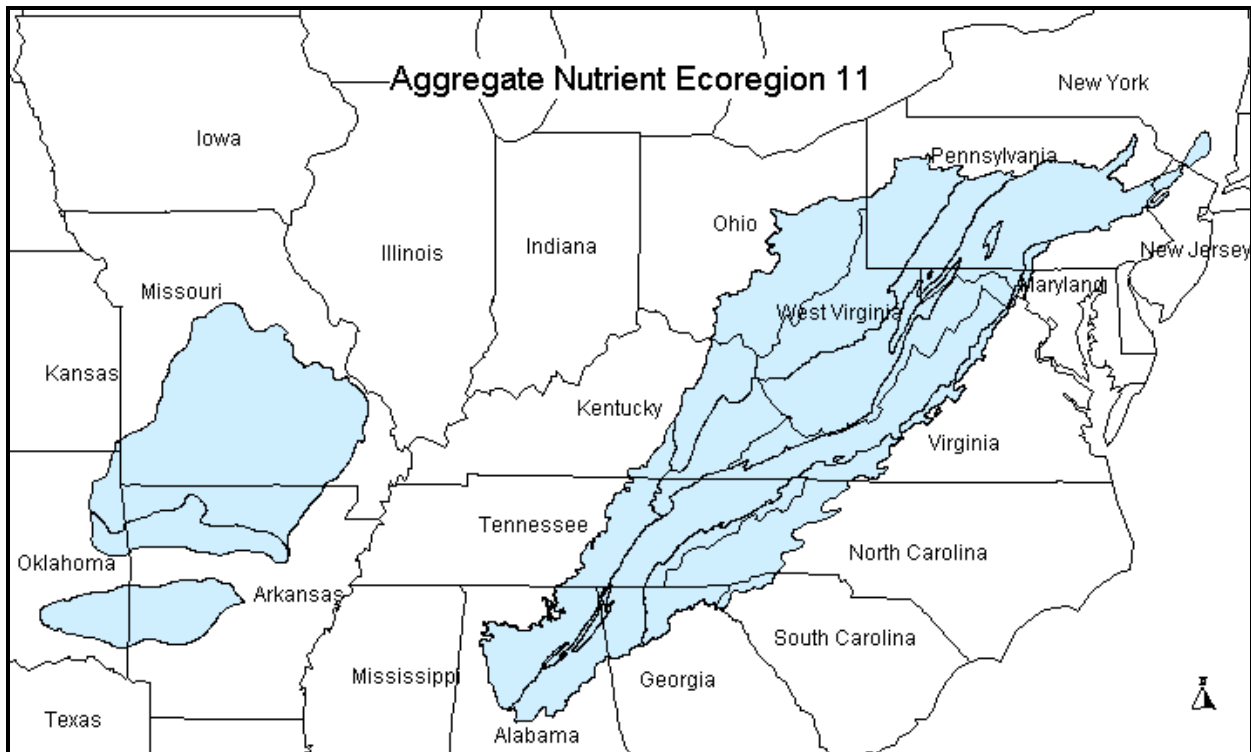 Aggregate Nutrient Ecoregion 11
New York
Iowa
Pennsylvania
Ohio
Illinois
Indiana
New Jersey
Maryland
Missouri
West Virginia
Kansas
Kentucky
Virginia
Tennessee
North Carolina
Oklahoma
Arkansas
South Carolina
Mississippi
Georgia
Texas
Alabama